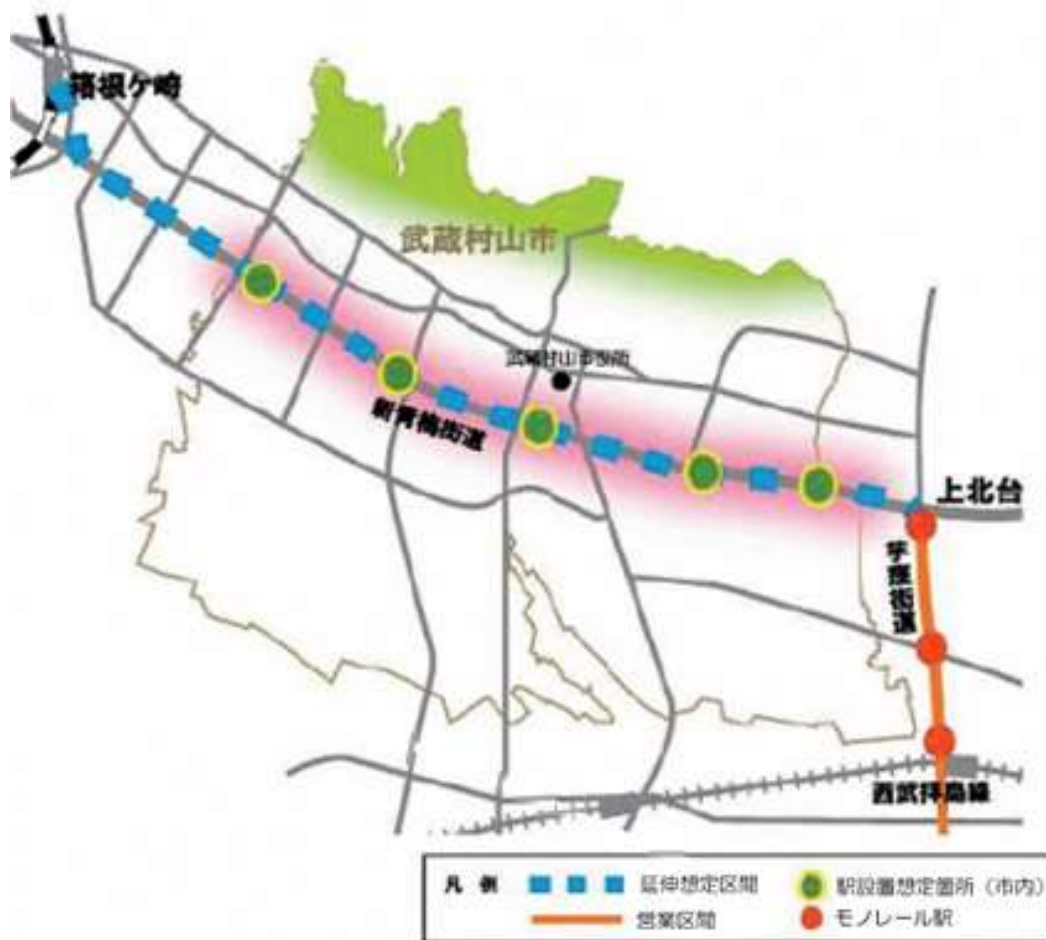 箱根ケ崎
武蔵村山市
武蔵村山市役所
新青梅街道
上北台
芋窪街道
西武拝島線
凡 例
延伸想定区間
駅設置想定箇所（市内）
営業区間
モノレール駅